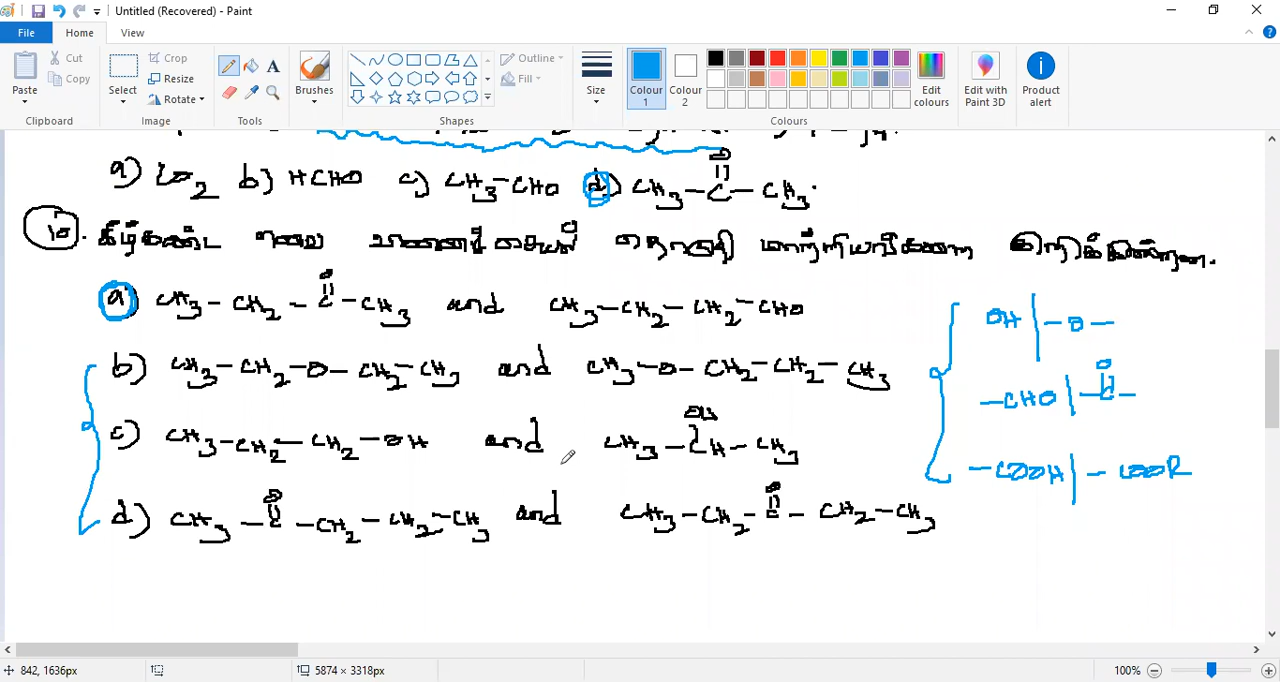 Untitled (Recovered) - Paint
File Home View
Paste Cut Copy Clipboard
Select Crop Resize Rotate Image
Tools
Brushes
Outline Fill Shapes
Size
Colour 1 Colour 2 Edit colours Colours
Edit with Paint 3D
Product alert
a) CO2 b) HCHO c) CH3-CHO d) CH3-C(=O)-CH3.
10.
a) CH3-CH2-C(=O)-CH3 and CH3-CH2-CH2-CHO
b) CH3-CH2-O-CH2-CH3 and CH3-O-CH2-CH2-CH3
c) CH3-CH2-CH2-OH and CH3-CH(OH)-CH3
d) CH3-C(=O)-CH2-CH2-CH3 and CH3-CH2-C(=O)-CH2-CH3
OH | -O-
-CHO | -C(=O)-
-COOH | -COOR
842, 1636px 5874 × 3318px 100%